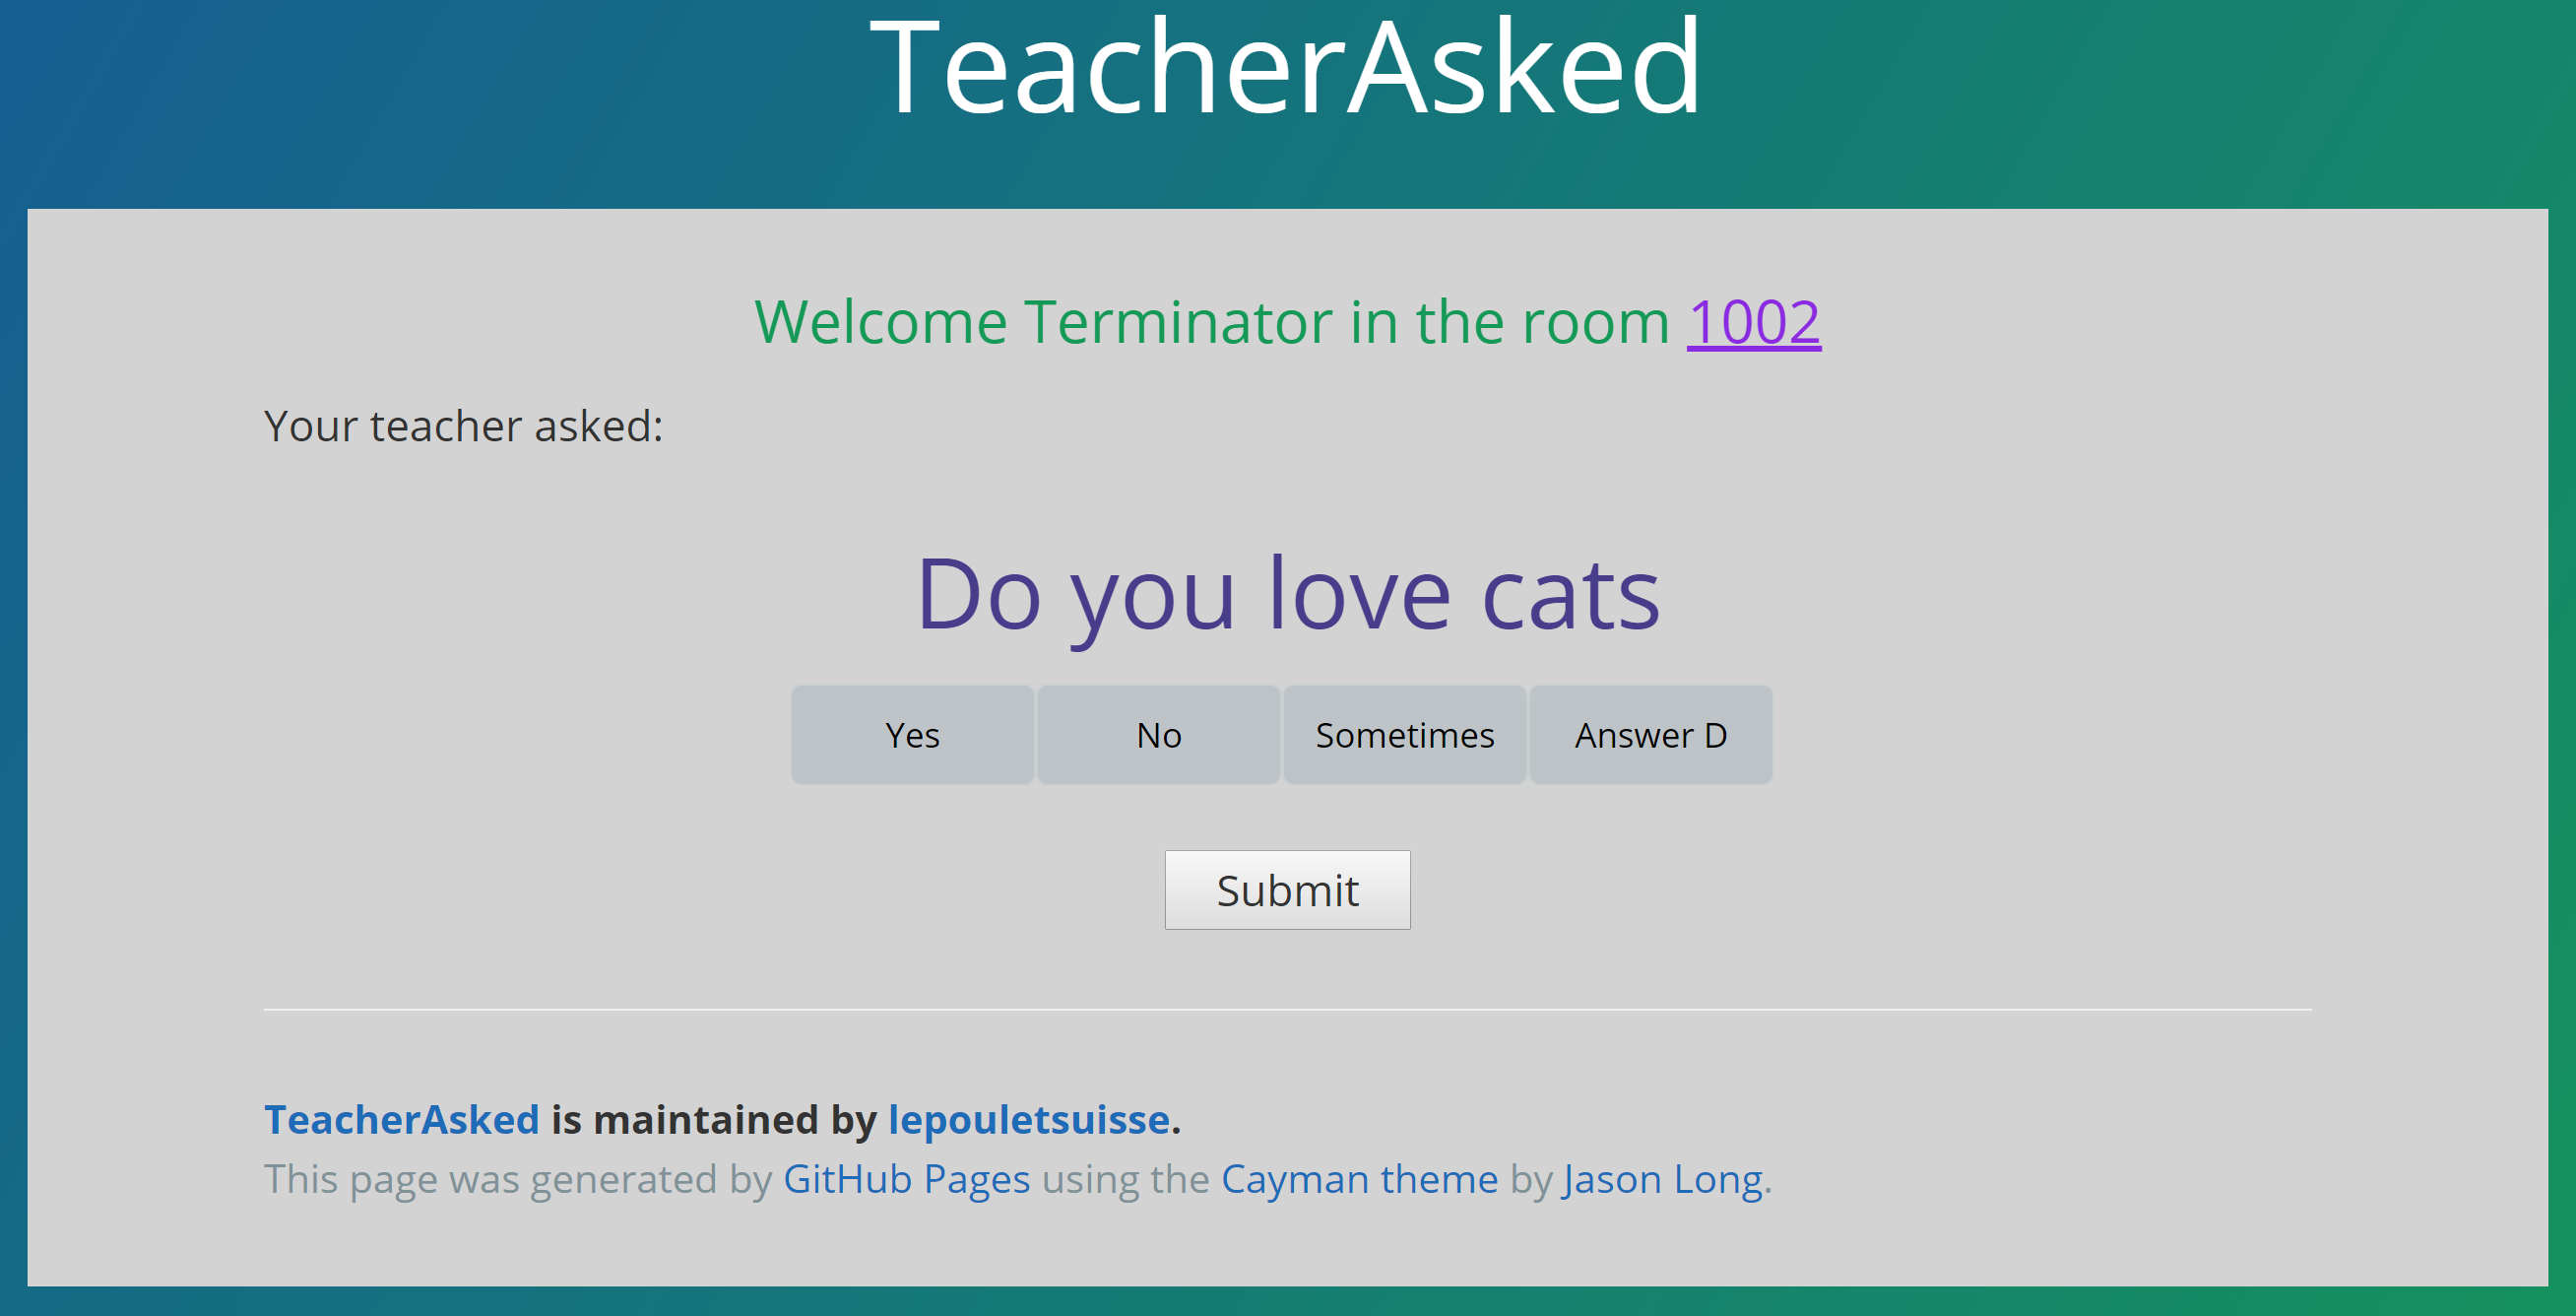 TeacherAsked
Welcome Terminator in the room 1002
Your teacher asked:
Do you love cats
Yes No Sometimes Answer D
Submit
TeacherAsked is maintained by lepouletsuisse.
This page was generated by GitHub Pages using the Cayman theme by Jason Long.